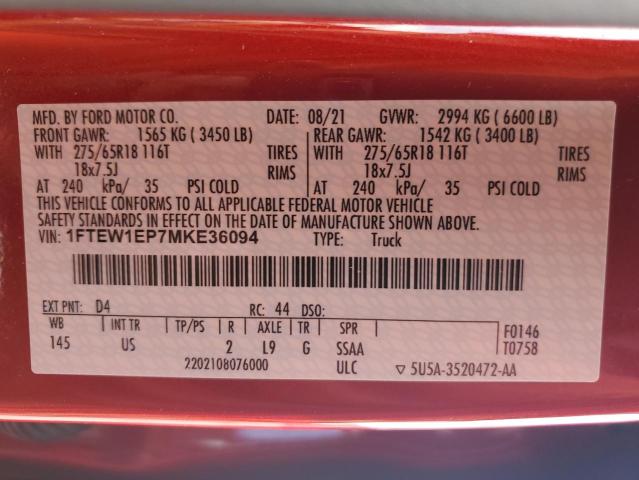 MFD. BY FORD MOTOR CO. DATE: 08/21 GVWR: 2994 KG (6600 LB)
FRONT GAWR: 1565 KG (3450 LB) REAR GAWR: 1542 KG (3400 LB)
WITH 275/65R18 116T TIRES WITH 275/65R18 116T TIRES
18x7.5J RIMS 18x7.5J RIMS
AT 240 kPa/ 35 PSI COLD AT 240 kPa/ 35 PSI COLD
THIS VEHICLE CONFORMS TO ALL APPLICABLE FEDERAL MOTOR VEHICLE
SAFETY STANDARDS IN EFFECT ON THE DATE OF MANUFACTURE SHOWN ABOVE.
VIN: 1FTEW1EP7MKE36094 TYPE: Truck
EXT PNT: D4 RC: 44 DSO:
WB INT TR TP/PS R AXLE TR SPR F0146
145 US 2 L9 G SSAA T0758
2202108076000 ULC ▽ 5U5A-3520472-AA